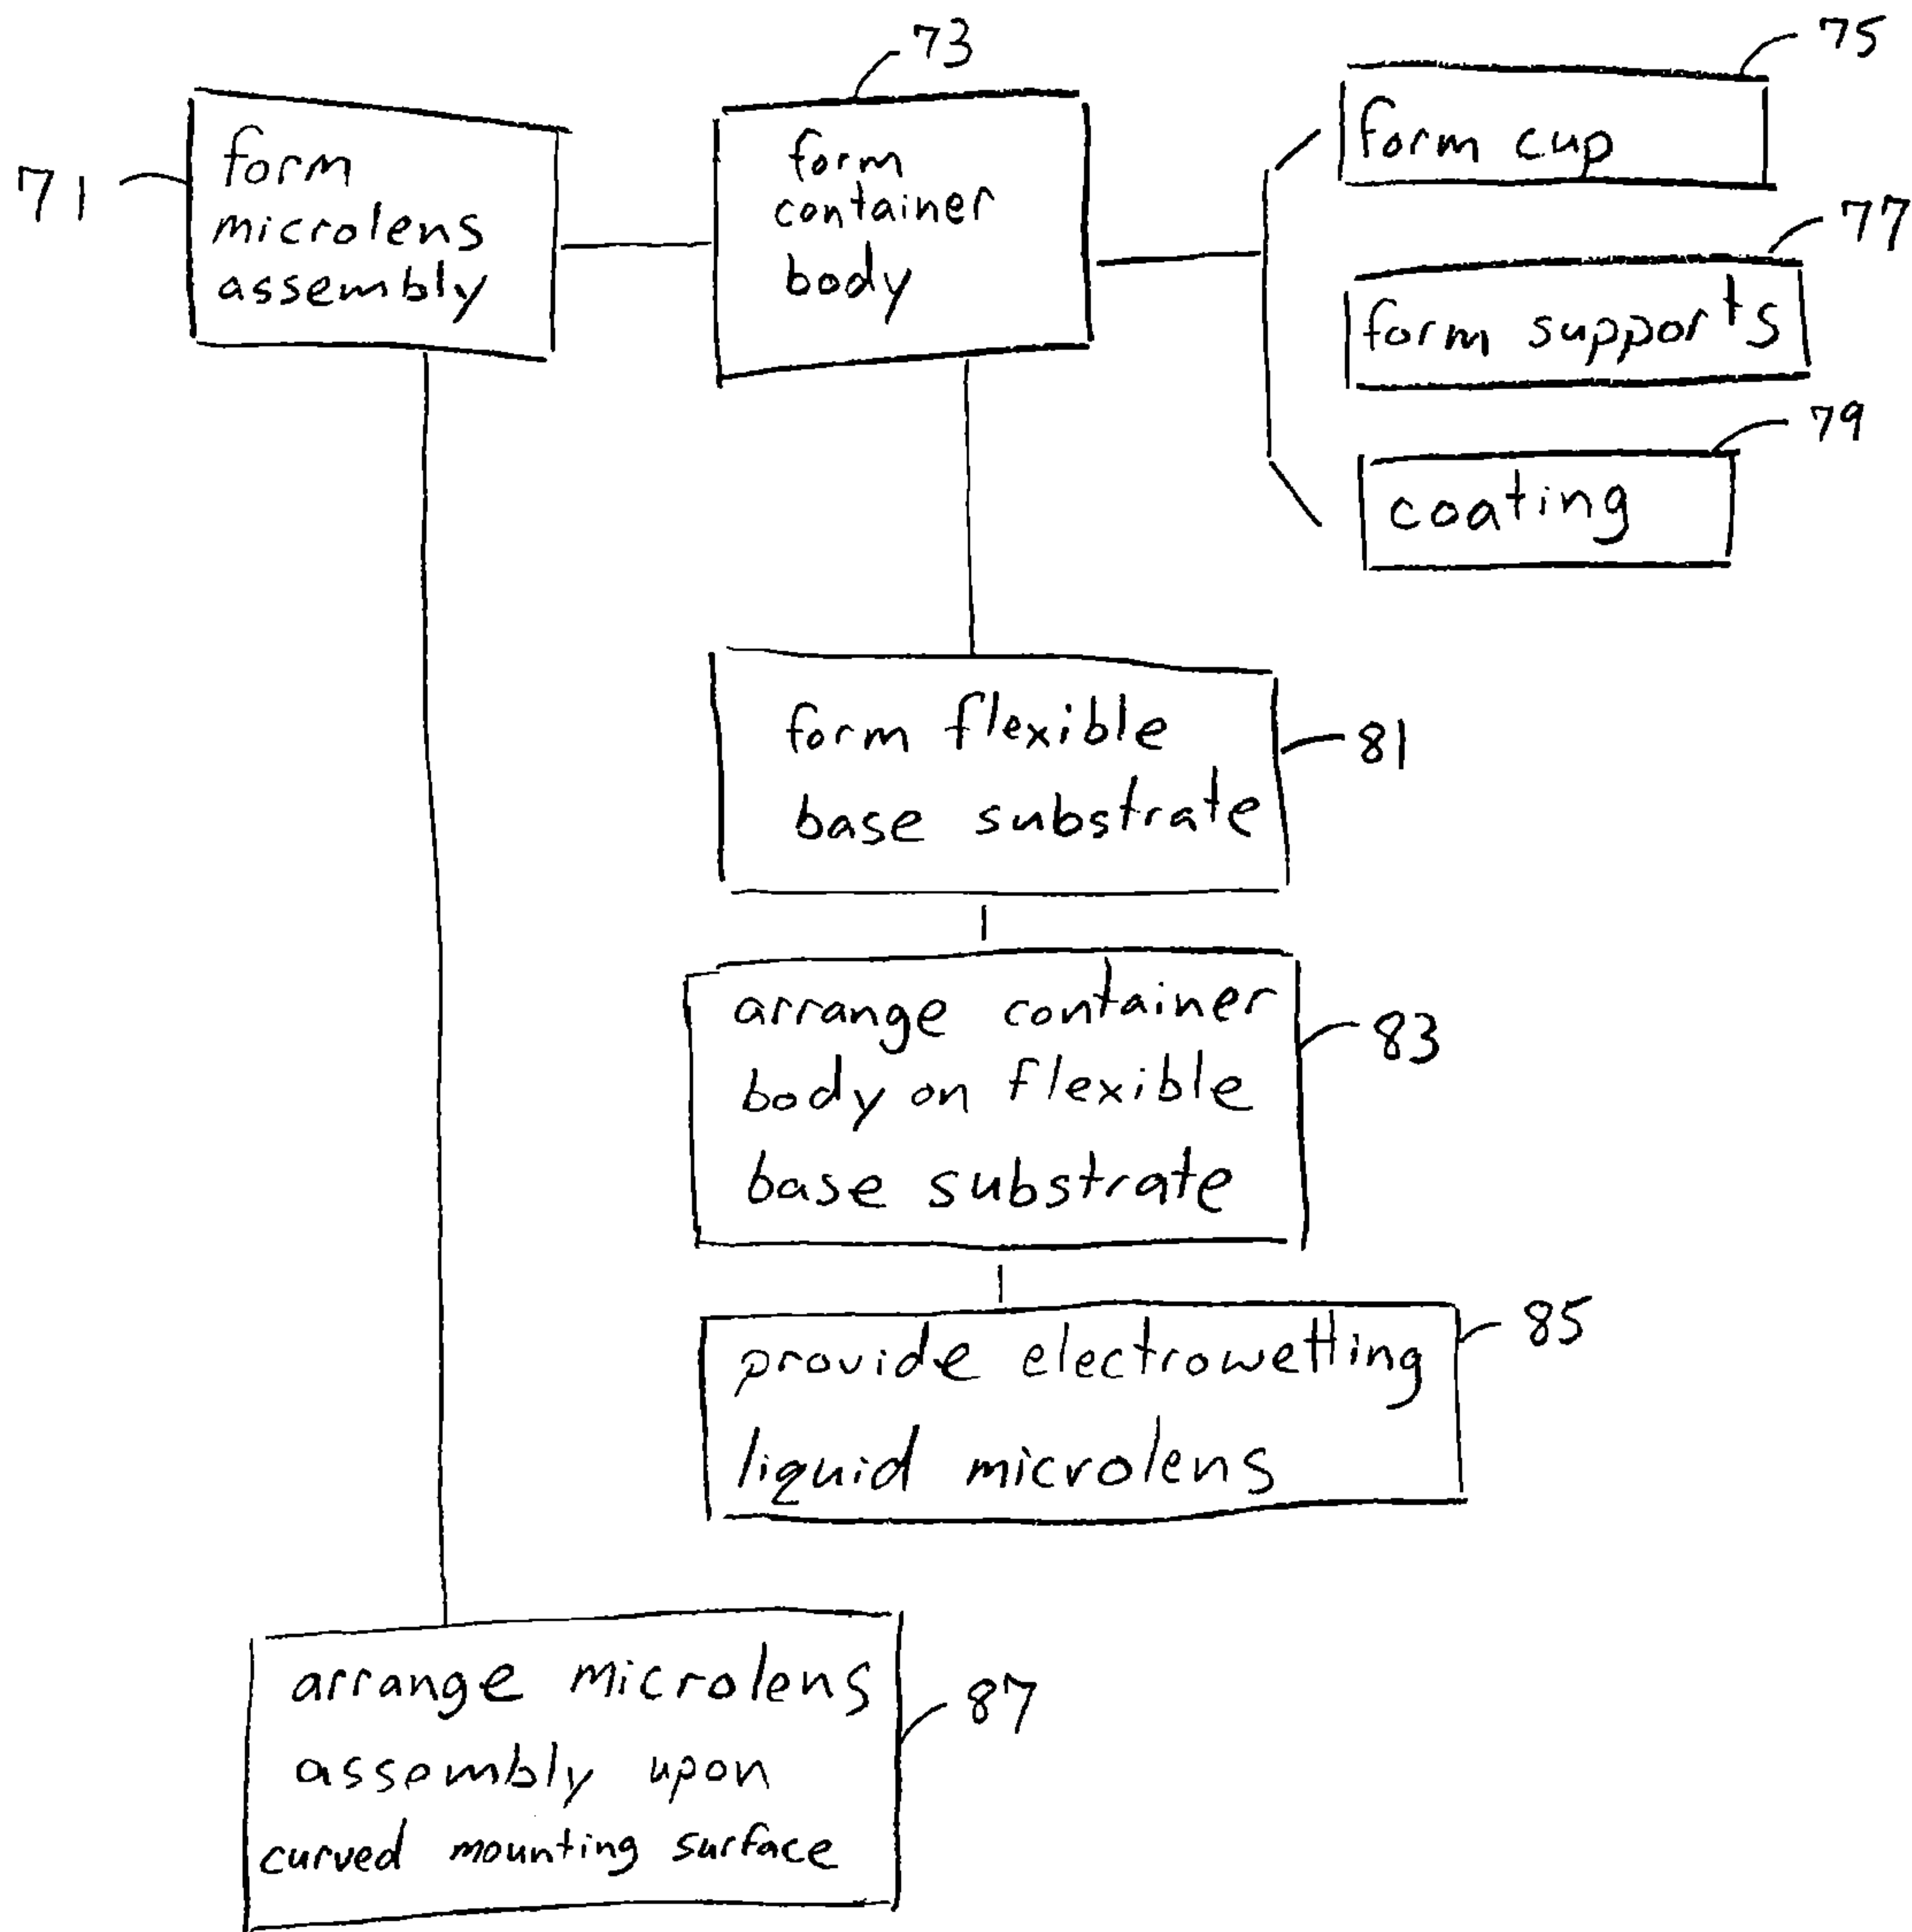 73
75
71
form
microlens
assembly
form
container
body
form cup
77
form supports
79
coating
form flexible
base substrate
81
arrange container
body on flexible
base substrate
83
provide electrowetting
liquid microlens
85
arrange microlens
assembly upon
curved mounting surface
87